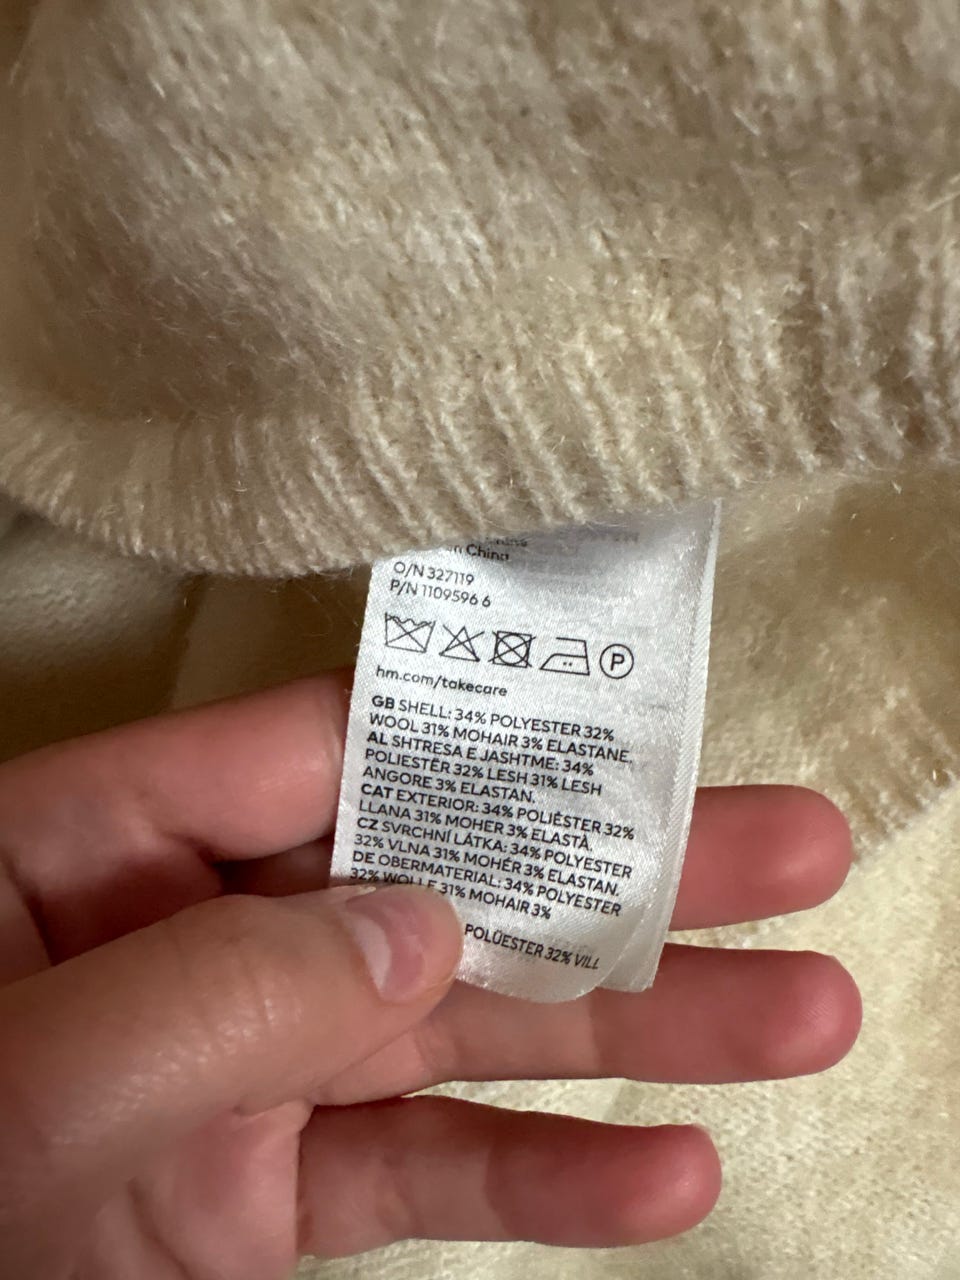 China
O/N 327119
P/N 1109596 6
P
hm.com/takecare
GB SHELL: 34% POLYESTER 32%
WOOL 31% MOHAIR 3% ELASTANE.
AL SHTRESA E JASHTME: 34%
POLIESTËR 32% LESH 31% LESH
ANGORE 3% ELASTAN.
CAT EXTERIOR: 34% POLIÈSTER 32%
LLANA 31% MOHER 3% ELASTÀ.
CZ SVRCHNÍ LÁTKA: 34% POLYESTER
32% VLNA 31% MOHÉR 3% ELASTAN.
DE OBERMATERIAL: 34% POLYESTER
32% WOLLE 31% MOHAIR 3%
POLÜESTER 32% VILL